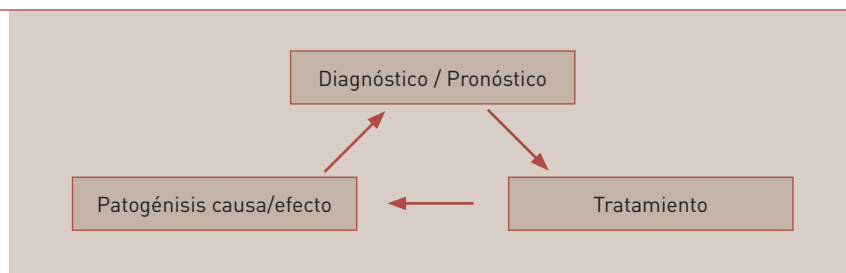 Diagnóstico / Pronóstico
Patogénisis causa/efecto
Tratamiento